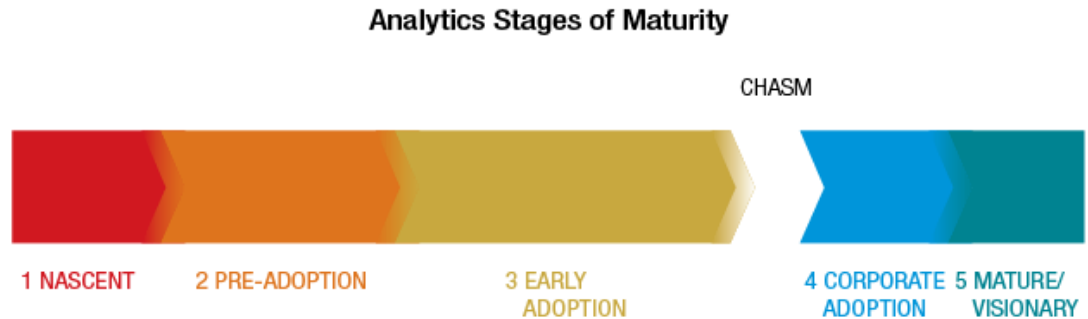 Analytics Stages of Maturity
CHASM
1 NASCENT
2 PRE-ADOPTION
3 EARLY
ADOPTION
4 CORPORATE
ADOPTION
5 MATURE/
VISIONARY